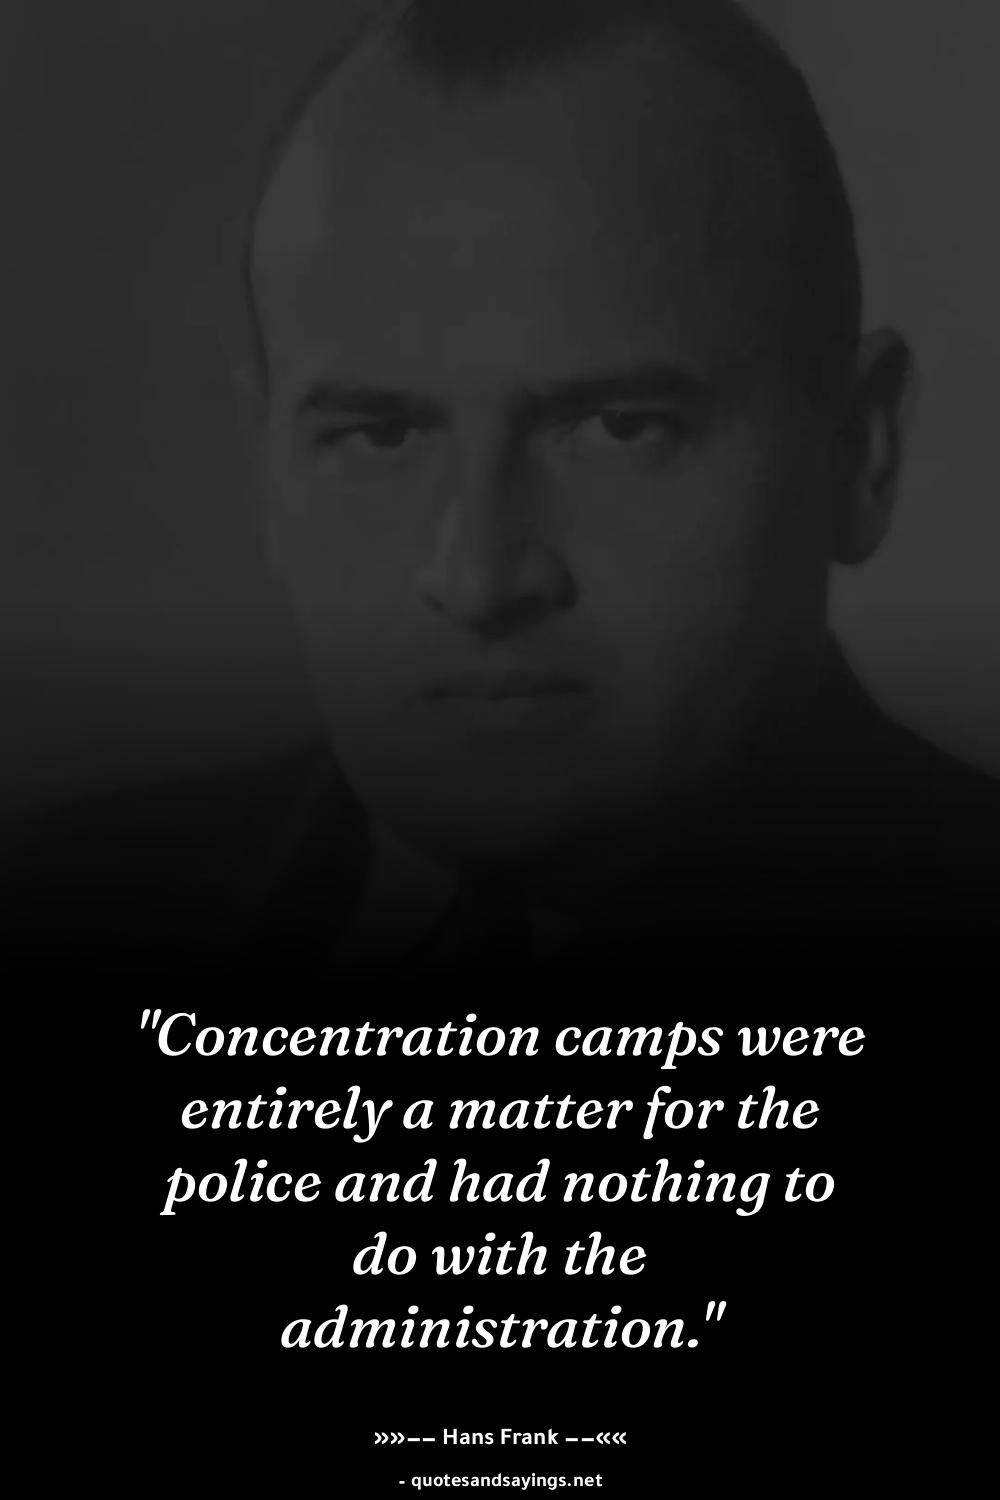 "Concentration camps were
entirely a matter for the
police and had nothing to
do with the
administration."
»»–– Hans Frank ––««
- quotesandsayings.net